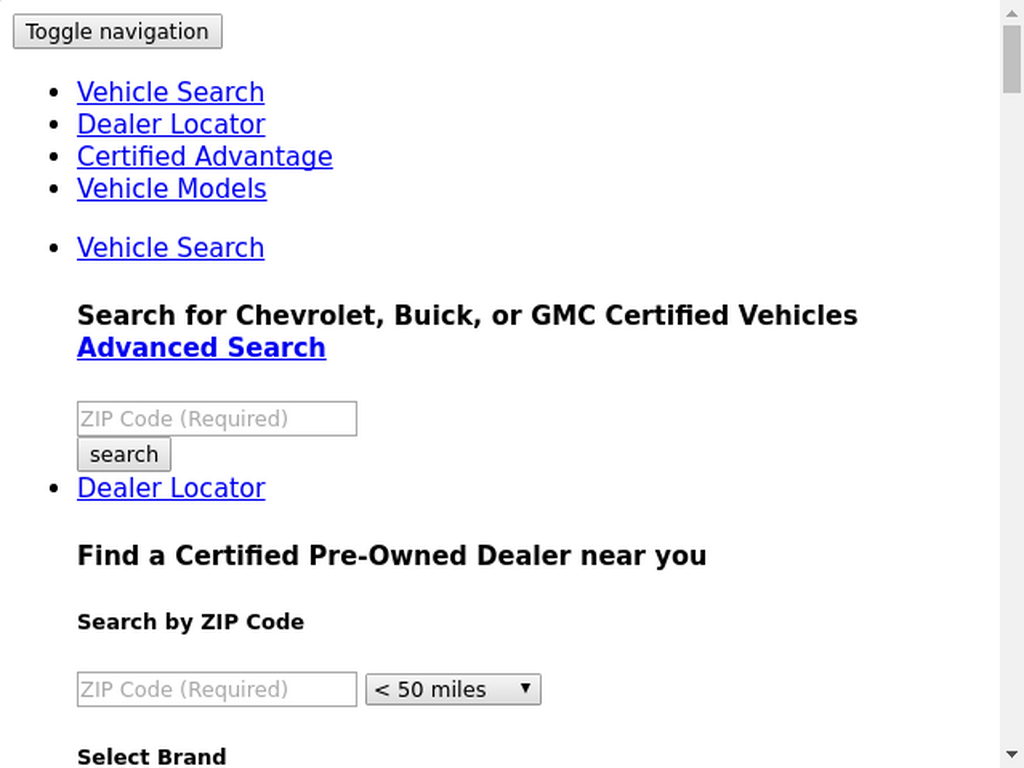 Toggle navigation
Vehicle Search
Dealer Locator
Certified Advantage
Vehicle Models
Vehicle Search
Search for Chevrolet, Buick, or GMC Certified Vehicles
Advanced Search
ZIP Code (Required)
search
Dealer Locator
Find a Certified Pre-Owned Dealer near you
Search by ZIP Code
ZIP Code (Required) < 50 miles
Select Brand